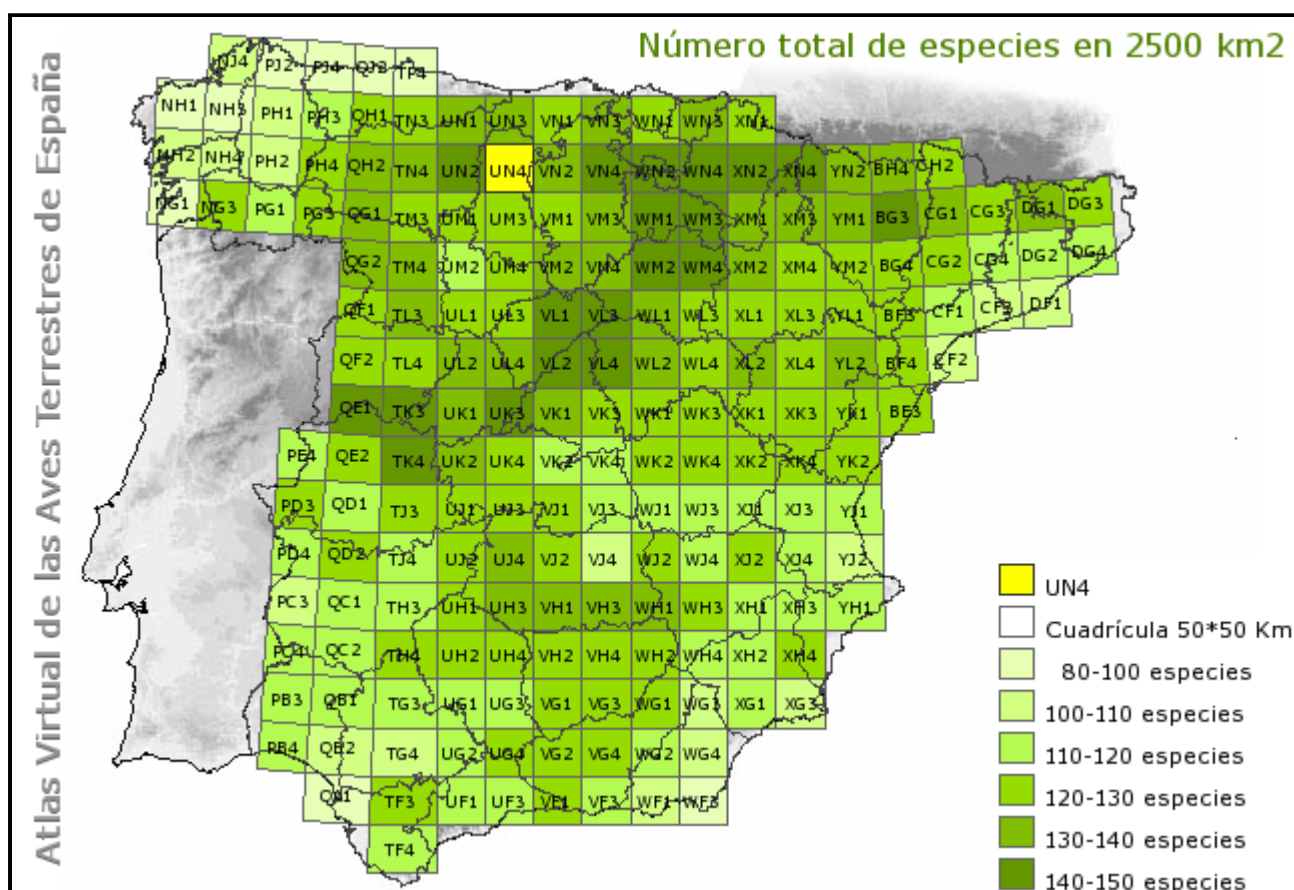 Número total de especies en 2500 km2
Atlas Virtual de las Aves Terrestres de España
NJ4 PJ2 PJ4 QJ2 TP4
NH1 NH3 PH1 PH3 QH1 TN3 UN1 UN3 VN1 VN3 WN1 WN3 XN1
NH2 NH4 PH2 PH4 QH2 TN4 UN2 UN4 VN2 VN4 WN2 WN4 XN2 XN4 YN2 BH4 CH2
NG1 NG3 PG1 PG3 QG1 TM3 UM1 UM3 VM1 VM3 WM1 WM3 XM1 XM3 YM1 BG3 CG1 CG3 DG1 DG3
QG2 TM4 UM2 UM4 VM2 VN4 WM2 WM4 XM2 XM4 YM2 BG4 CG2 CG4 DG2 DG4
QF1 TL3 UL1 UL3 VL1 VL3 WL1 WL3 XL1 XL3 YL1 BF3 CF1 CF3 DF1
QF2 TL4 UL2 UL4 VL2 VL4 WL2 WL4 XL2 XL4 YL2 BF4 CF2
QE1 TK3 UK1 UK3 VK1 VK3 WK1 WK3 XK1 XK3 YK1 BE3
PE4 QE2 TK4 UK2 UK4 VK2 VK4 WK2 WK4 XK2 XK4 YK2
PD3 QD1 TJ3 UJ1 UJ3 VJ1 VJ3 WJ1 WJ3 XJ1 XJ3 YJ1
PD4 QD2 TJ4 UJ2 UJ4 VJ2 VJ4 WJ2 WJ4 XJ2 XJ4 YJ2
PC3 QC1 TH3 UH1 UH3 VH1 VH3 WH1 WH3 XH1 XH3 YH1
PC4 QC2 TH4 UH2 UH4 VH2 VH4 WH2 WH4 XH2 XH4
PB3 QB1 TG3 UG1 UG3 VG1 VG3 WG1 WG3 XG1 XG3
PB4 QB2 TG4 UG2 UG4 VG2 VG4 WG2 WG4
TF3 UF1 UF3 VF1 VF3 WF1 WF3
TF4
UN4
Cuadrícula 50*50 Km
80-100 especies
100-110 especies
110-120 especies
120-130 especies
130-140 especies
140-150 especies